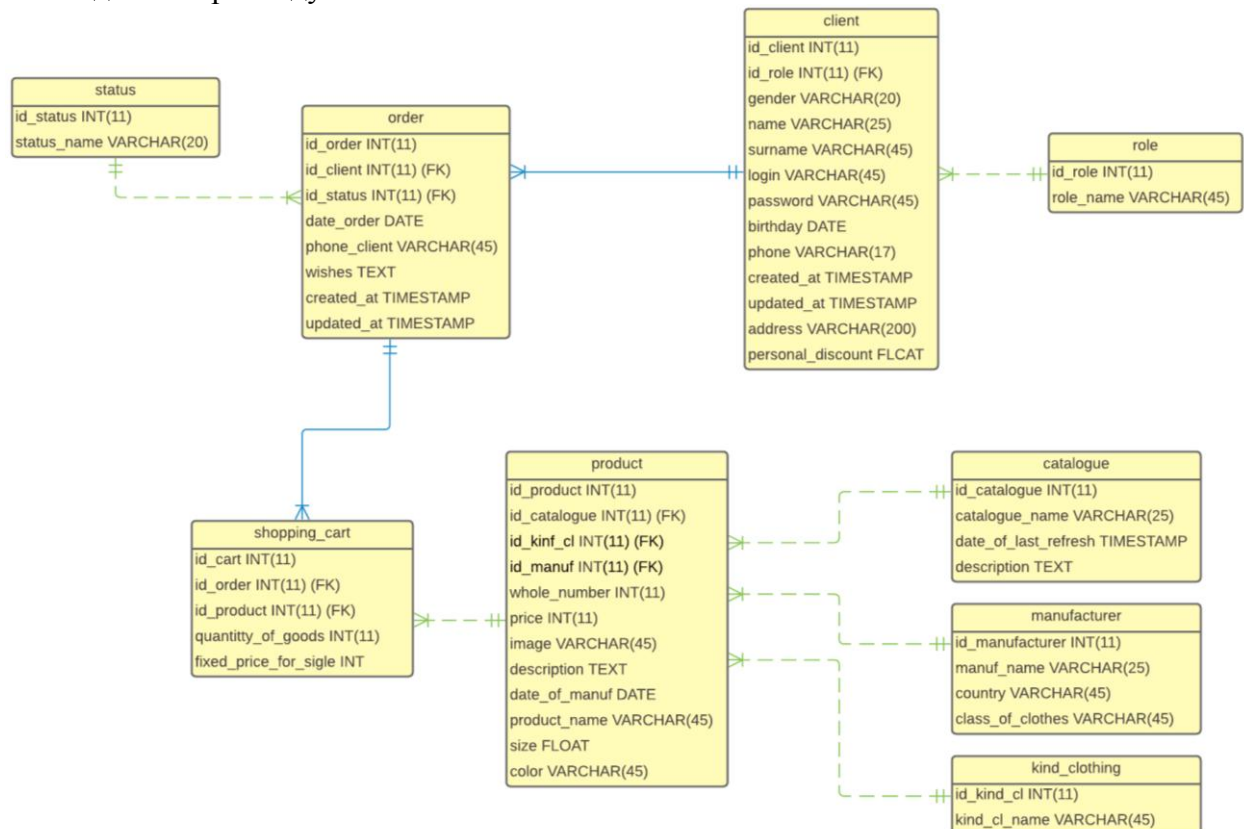 client
id_client INT(11)
id_role INT(11) (FK)
gender VARCHAR(20)
name VARCHAR(25)
surname VARCHAR(45)
login VARCHAR(45)
password VARCHAR(45)
birthday DATE
phone VARCHAR(17)
created_at TIMESTAMP
updated_at TIMESTAMP
address VARCHAR(200)
personal_discount FLCAT
status
id_status INT(11)
status_name VARCHAR(20)
order
id_order INT(11)
id_client INT(11) (FK)
id_status INT(11) (FK)
date_order DATE
phone_client VARCHAR(45)
wishes TEXT
created_at TIMESTAMP
updated_at TIMESTAMP
role
id_role INT(11)
role_name VARCHAR(45)
shopping_cart
id_cart INT(11)
id_order INT(11) (FK)
id_product INT(11) (FK)
quantitty_of_goods INT(11)
fixed_price_for_sigle INT
product
id_product INT(11)
id_catalogue INT(11) (FK)
id_kinf_cl INT(11) (FK)
id_manuf INT(11) (FK)
whole_number INT(11)
price INT(11)
image VARCHAR(45)
description TEXT
date_of_manuf DATE
product_name VARCHAR(45)
size FLOAT
color VARCHAR(45)
catalogue
id_catalogue INT(11)
catalogue_name VARCHAR(25)
date_of_last_refresh TIMESTAMP
description TEXT
manufacturer
id_manufacturer INT(11)
manuf_name VARCHAR(25)
country VARCHAR(45)
class_of_clothes VARCHAR(45)
kind_clothing
id_kind_cl INT(11)
kind_cl_name VARCHAR(45)